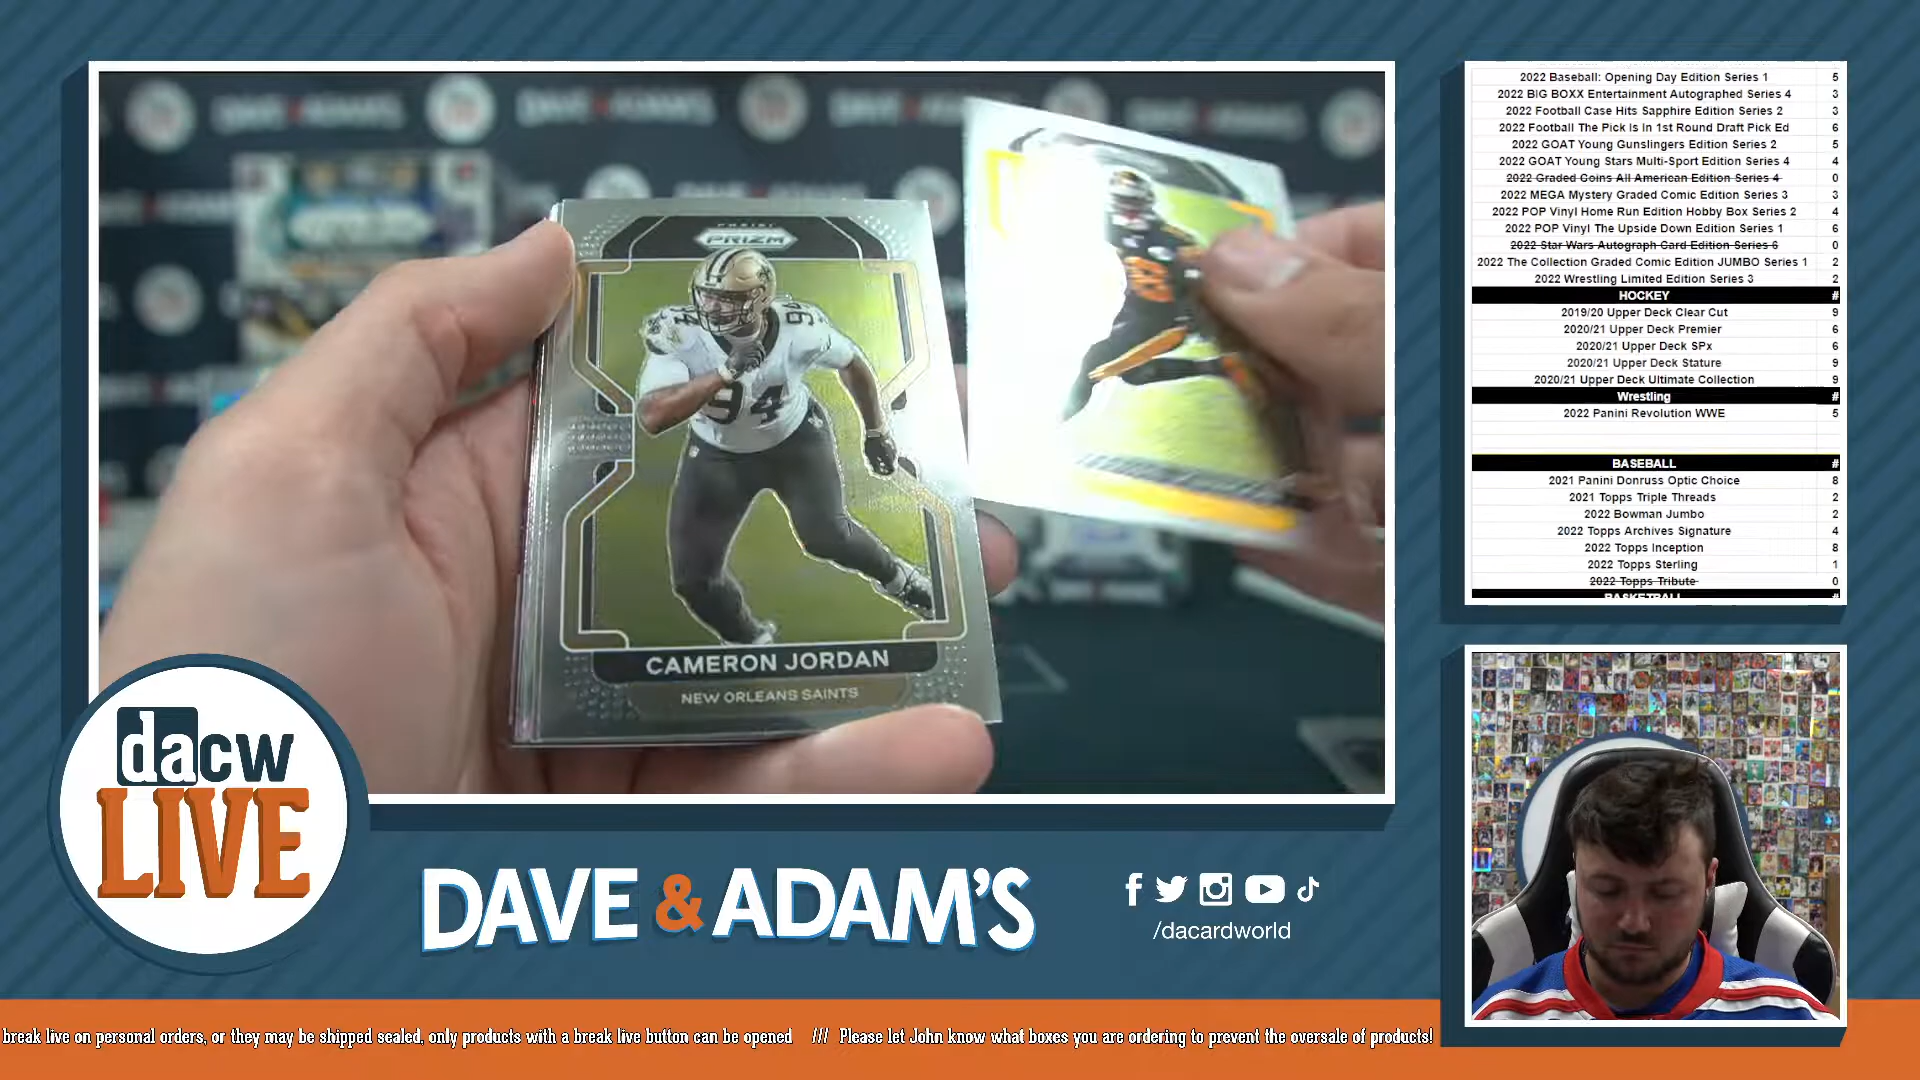 DAVE & ADAM'S
DAVE & ADAM'S
PANINI
PRIZM
94
94
CAMERON JORDAN
NEW ORLEANS SAINTS
2022 Baseball: Opening Day Edition Series 1 5
2022 BIG BOXX Entertainment Autographed Series 4 3
2022 Football Case Hits Sapphire Edition Series 2 3
2022 Football The Pick Is In 1st Round Draft Pick Ed 6
2022 GOAT Young Gunslingers Edition Series 2 5
2022 GOAT Young Stars Multi-Sport Edition Series 4 4
2022 Graded Coins All American Edition Series 4 0
2022 MEGA Mystery Graded Comic Edition Series 3 3
2022 POP Vinyl Home Run Edition Hobby Box Series 2 4
2022 POP Vinyl The Upside Down Edition Series 1 6
2022 Star Wars Autograph Card Edition Series 6 0
2022 The Collection Graded Comic Edition JUMBO Series 1 2
2022 Wrestling Limited Edition Series 3 2
HOCKEY #
2019/20 Upper Deck Clear Cut 9
2020/21 Upper Deck Premier 6
2020/21 Upper Deck SPx 6
2020/21 Upper Deck Stature 9
2020/21 Upper Deck Ultimate Collection 9
Wrestling #
2022 Panini Revolution WWE 5
BASEBALL #
2021 Panini Donruss Optic Choice 8
2021 Topps Triple Threads 2
2022 Bowman Jumbo 2
2022 Topps Archives Signature 4
2022 Topps Inception 8
2022 Topps Sterling 1
2022 Topps Tribute 0
BASKETBALL #
dacw
LIVE
DAVE & ADAM'S
/dacardworld
break live on personal orders, or they may be shipped sealed, only products with a break live button can be opened /// Please let John know what boxes you are ordering to prevent the oversale of products!